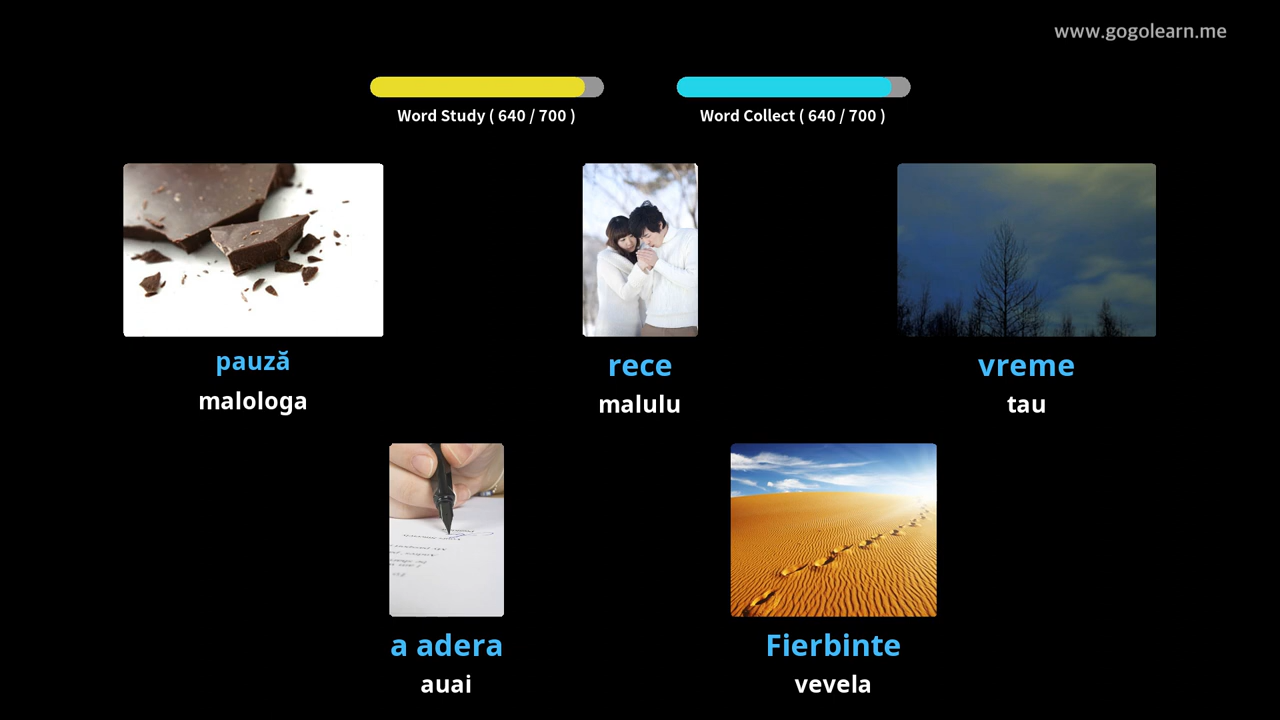 www.gogolearn.me
Word Study ( 640 / 700 )
Word Collect ( 640 / 700 )
pauză
malologa
rece
malulu
vreme
tau
a adera
auai
Fierbinte
vevela